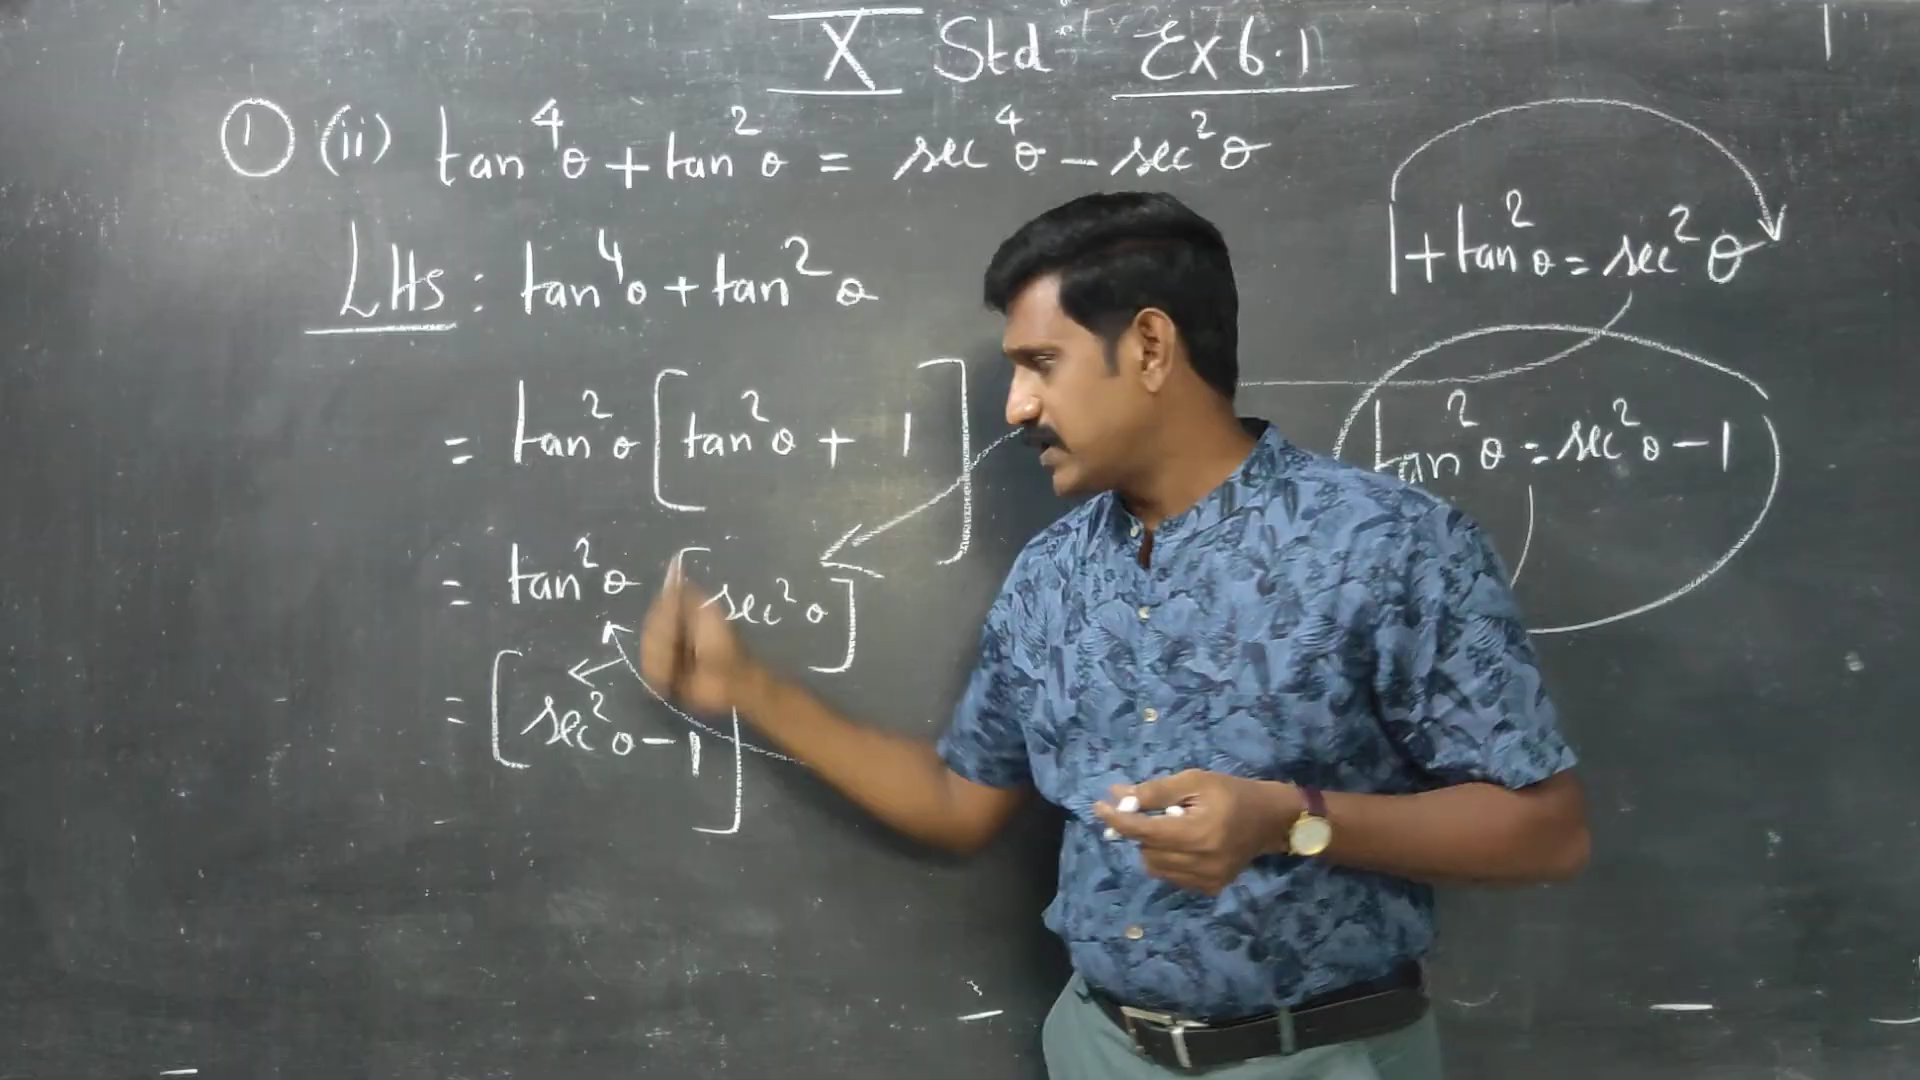 X Std Ex 6.1
① (ii) tan⁴θ + tan²θ = sec⁴θ − sec²θ
LHS : tan⁴θ + tan²θ
= tan²θ [tan²θ + 1]
= tan²θ [sec²θ]
= [sec²θ − 1]
1 + tan²θ = sec²θ
tan²θ = sec²θ − 1